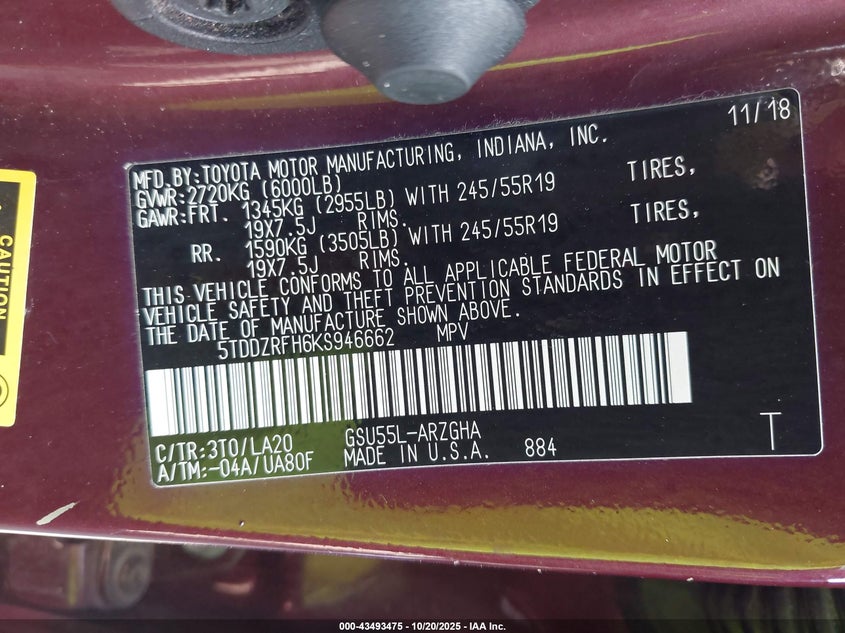 11/18
MFD.BY:TOYOTA MOTOR MANUFACTURING, INDIANA, INC.
GVWR:2720KG (6000LB)
GAWR:FRT. 1345KG (2955LB) WITH 245/55R19 TIRES,
19X7.5J RIMS.
RR. 1590KG (3505LB) WITH 245/55R19 TIRES,
19X7.5J RIMS.
THIS VEHICLE CONFORMS TO ALL APPLICABLE FEDERAL MOTOR
VEHICLE SAFETY AND THEFT PREVENTION STANDARDS IN EFFECT ON
THE DATE OF MANUFACTURE SHOWN ABOVE.
5TDDZRFH6KS946662 MPV
C/TR:3T0/LA20 GSU55L-ARZGHA
A/TM:-04A/UA80F MADE IN U.S.A. 884
T
CAUTION
000-43493475 - 10/20/2025 - IAA Inc.